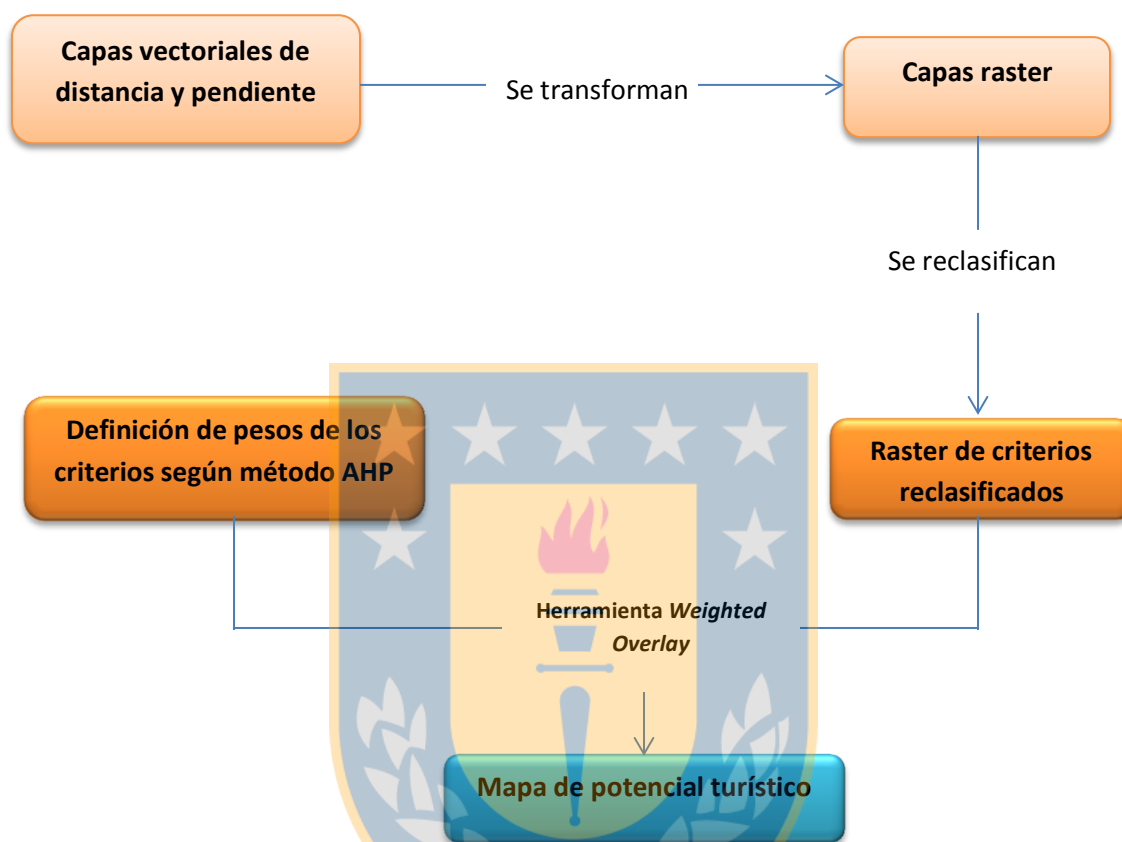 Capas vectoriales de
distancia y pendiente
Se transforman
Capas raster
Se reclasifican
Definición de pesos de los
criterios según método AHP
Raster de criterios
reclasificados
Herramienta Weighted
Overlay
Mapa de potencial turístico